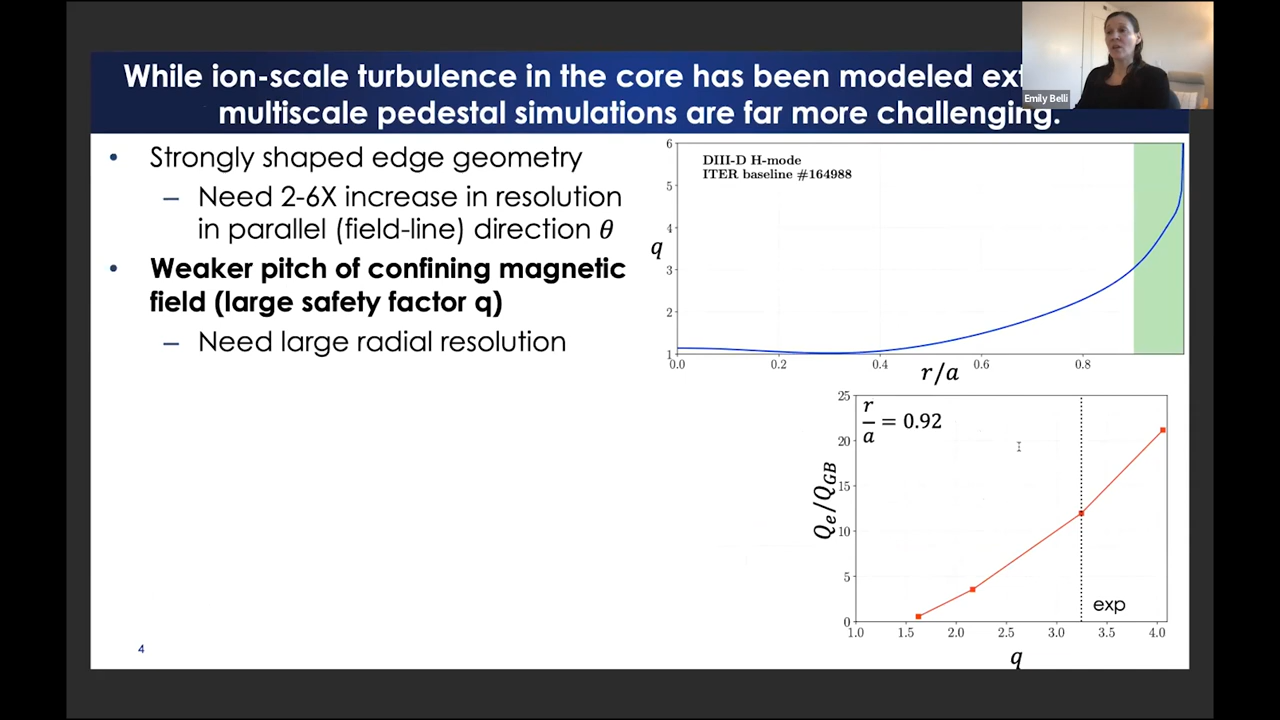 While ion-scale turbulence in the core has been modeled
multiscale pedestal simulations are far more challenging.
Emily Belli
• Strongly shaped edge geometry
– Need 2-6X increase in resolution
in parallel (field-line) direction θ
• Weaker pitch of confining magnetic
field (large safety factor q)
– Need large radial resolution
DIII-D H-mode
ITER baseline #164988
6
5
4
3
2
1
q
0.0 0.2 0.4 0.6 0.8
r/a
r/a = 0.92
25
20
15
10
5
0
Q_e/Q_GB
exp
1.0 1.5 2.0 2.5 3.0 3.5 4.0
q
4